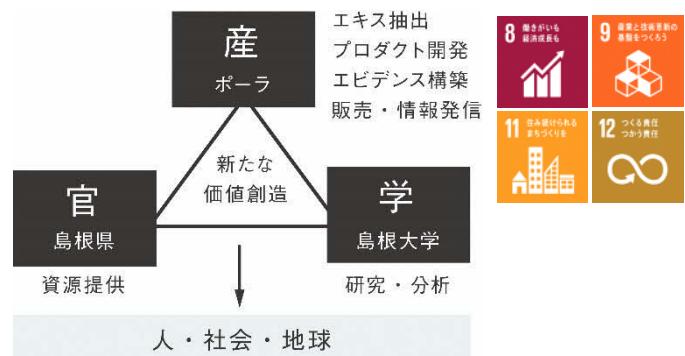 産
ポーラ
エキス抽出
プロダクト開発
エビデンス構築
販売・情報発信
新たな
価値創造
官
島根県
資源提供
学
島根大学
研究・分析
人・社会・地球
8 働きがいも
経済成長も
9 産業と技術革新の
基盤をつくろう
11 住み続けられる
まちづくりを
12 つくる責任
つかう責任